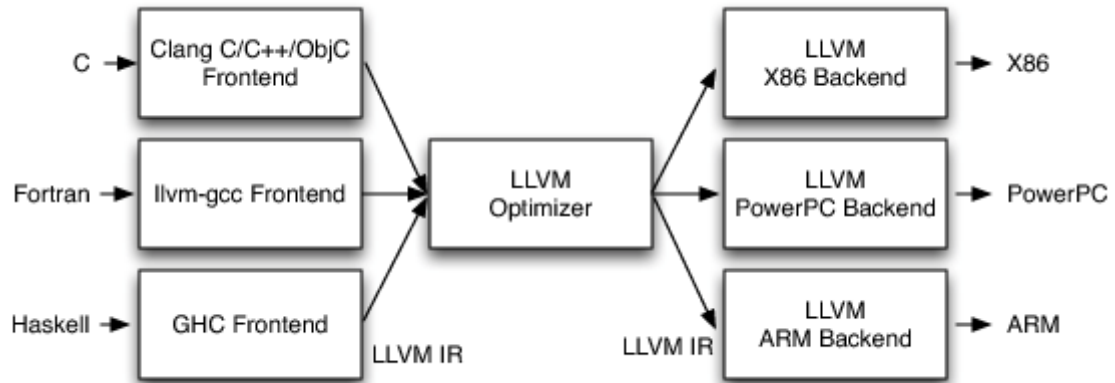 C
Clang C/C++/ObjC
Frontend
LLVM
X86 Backend
X86
Fortran
llvm-gcc Frontend
LLVM
Optimizer
LLVM
PowerPC Backend
PowerPC
Haskell
GHC Frontend
LLVM IR
LLVM IR
LLVM
ARM Backend
ARM